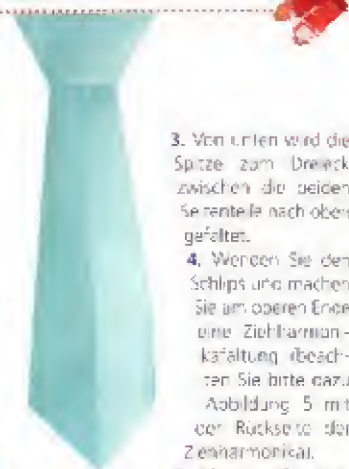 3. Von unten wird die
Spitze zum Dreieck
zwischen die beiden
Seitenteile nach oben
gefaltet.
4. Wenden Sie den
Schlips und machen
Sie am oberen Ende
eine Ziehharmoni-
kafaltung (beach-
ten Sie bitte dazu
Abbildung 5 mit
der Rückseite der
Ziehharmonika).